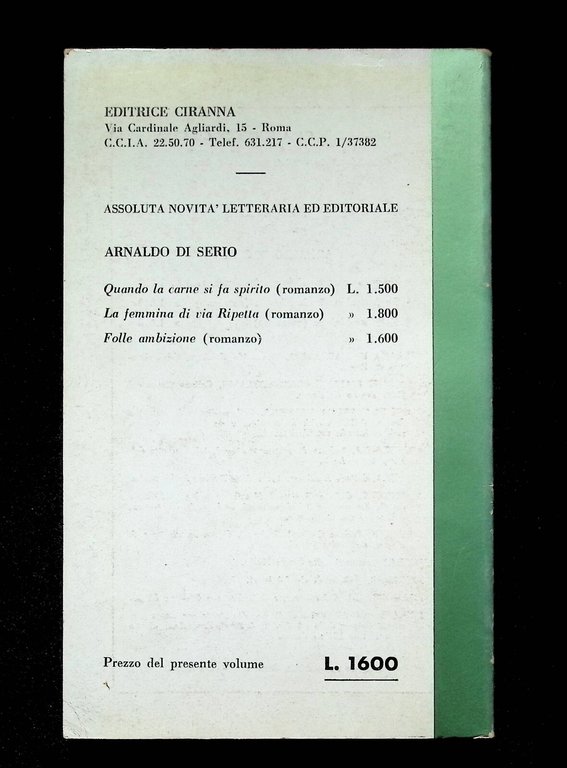 EDITRICE CIRANNA
Via Cardinale Agliardi, 15 - Roma
C.C.I.A. 22.50.70 - Telef. 631.217 - C.C.P. 1/37382
ASSOLUTA NOVITA' LETTERARIA ED EDITORIALE
ARNALDO DI SERIO
Quando la carne si fa spirito (romanzo) L. 1.500
La femmina di via Ripetta (romanzo) » 1.800
Folle ambizione (romanzo) » 1.600
Prezzo del presente volume L. 1600